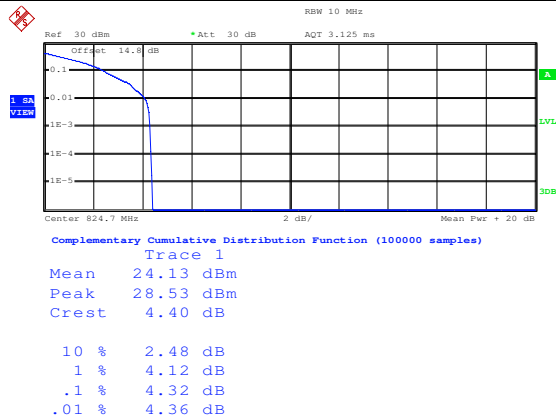 RBW 10 MHz
Ref 30 dBm *Att 30 dB AQT 3.125 ms
Offset 14.8 dB
0.1
A
1 SA
VIEW
0.01
LVL
1E-3
1E-4
1E-5
3DB
Center 824.7 MHz 2 dB/ Mean Pwr + 20 dB
Complementary Cumulative Distribution Function (100000 samples)
Trace 1
Mean 24.13 dBm
Peak 28.53 dBm
Crest 4.40 dB
10 % 2.48 dB
1 % 4.12 dB
.1 % 4.32 dB
.01 % 4.36 dB